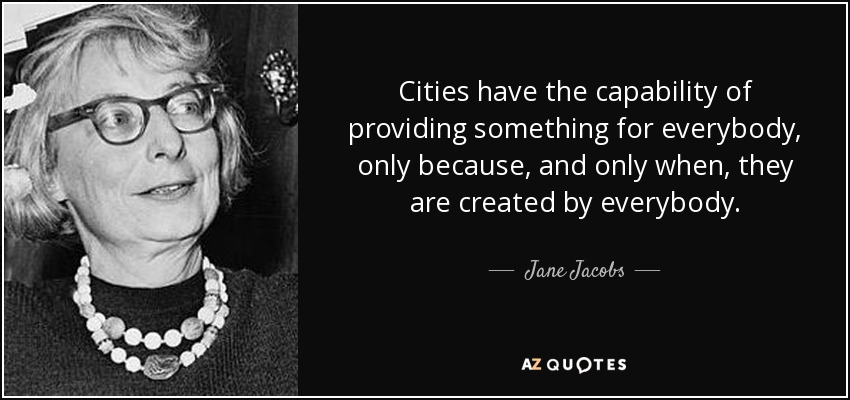 Cities have the capability of
providing something for everybody,
only because, and only when, they
are created by everybody.
Jane Jacobs
AZ QUOTES